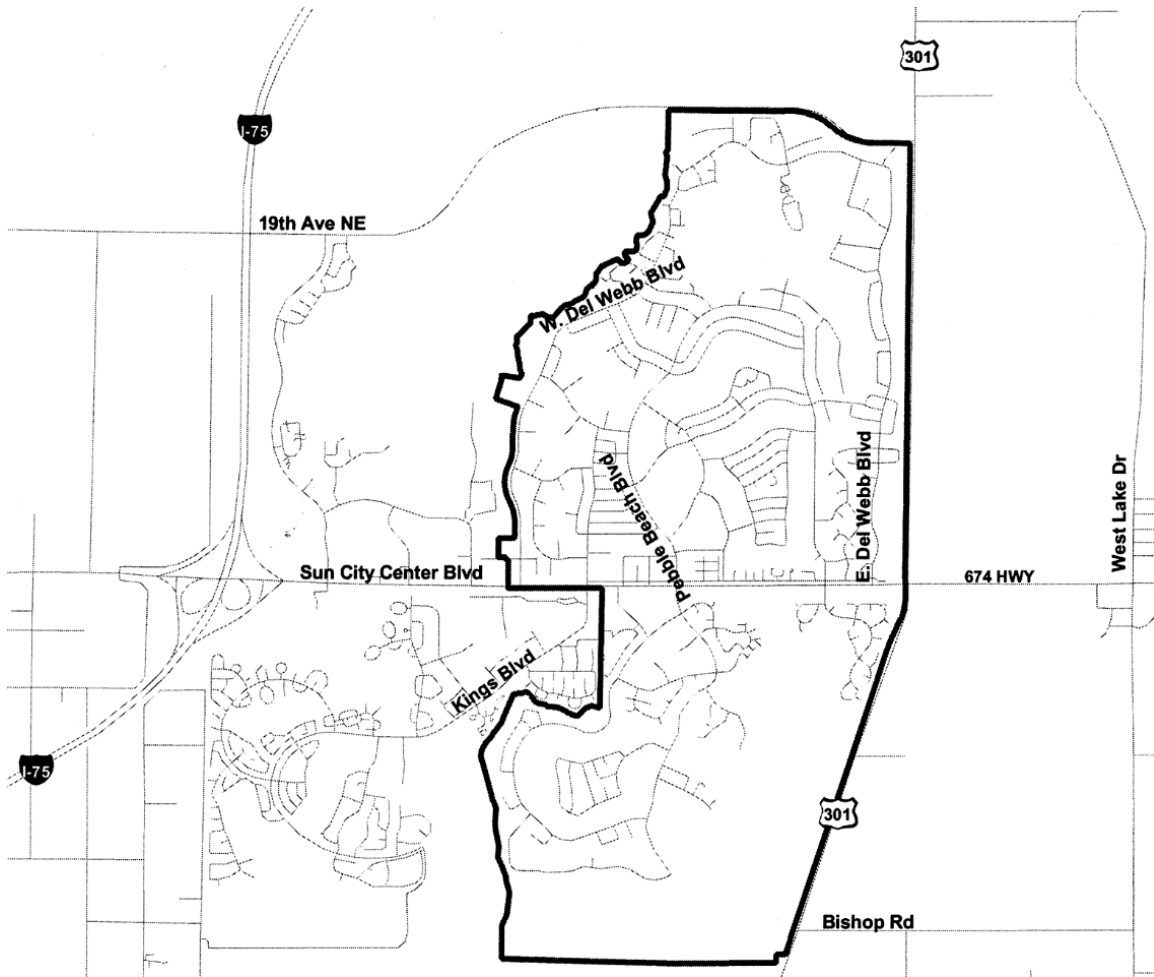 301
I-75
19th Ave NE
W. Del Webb Blvd
Pebble Beach Blvd
E. Del Webb Blvd
West Lake Dr
Sun City Center Blvd
674 HWY
Kings Blvd
I-75
301
Bishop Rd